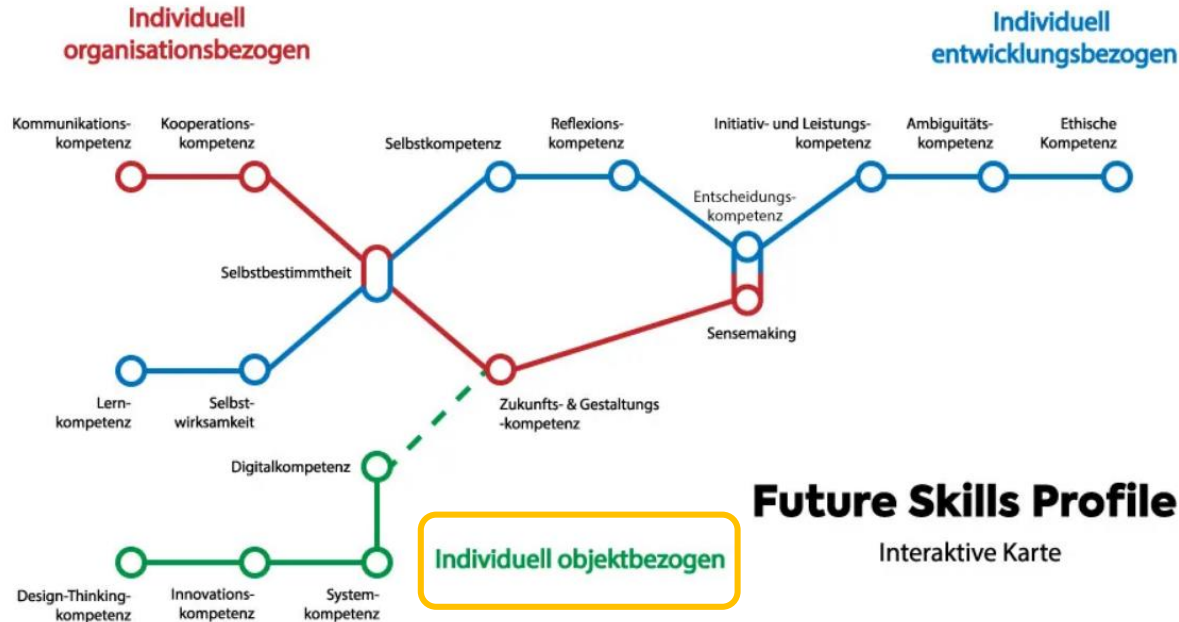 Individuell
organisationsbezogen
Individuell
entwicklungsbezogen
Kommunikations-
kompetenz
Kooperations-
kompetenz
Selbstkompetenz
Reflexions-
kompetenz
Initiativ- und Leistungs-
kompetenz
Ambiguitäts-
kompetenz
Ethische
Kompetenz
Entscheidungs-
kompetenz
Selbstbestimmtheit
Sensemaking
Lern-
kompetenz
Selbst-
wirksamkeit
Zukunfts- & Gestaltungs
-kompetenz
Digitalkompetenz
Future Skills Profile
Interaktive Karte
Individuell objektbezogen
Design-Thinking-
kompetenz
Innovations-
kompetenz
System-
kompetenz